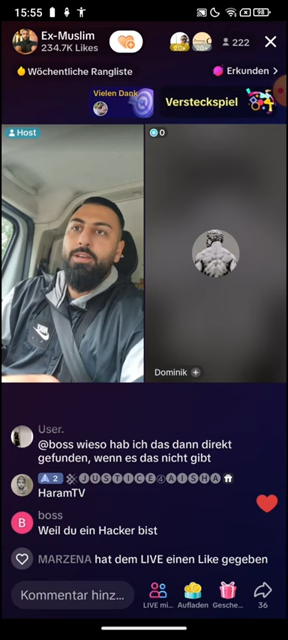 15:55
98
Ex-Muslim
234.7K Likes
222
Wöchentliche Rangliste
Erkunden >
Vielen Dank
Versteckspiel
Host
0
Dominik
User.
@boss wieso hab ich das dann direkt
gefunden, wenn es das nicht gibt
2 ⓙⓤⓢⓣⓘⓒⓔ④ⓐⓘⓢⓗⓐ
HaramTV
B boss
Weil du ein Hacker bist
MARZENA hat dem LIVE einen Like gegeben
Kommentar hinz...
LIVE mi...
Aufladen
Gesche...
36